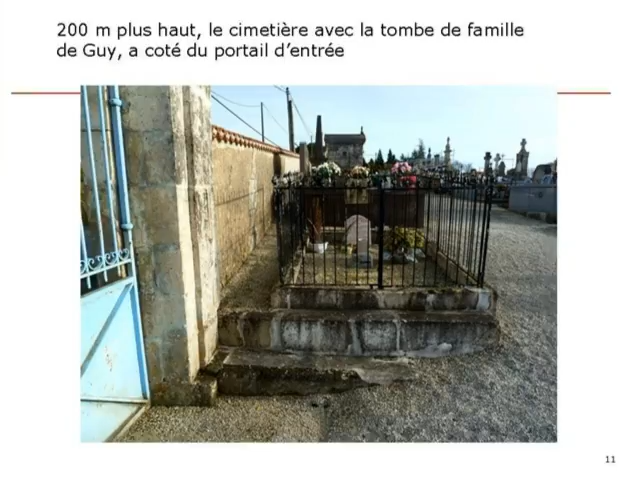 200 m plus haut, le cimetière avec la tombe de famille
de Guy, a coté du portail d’entrée
11